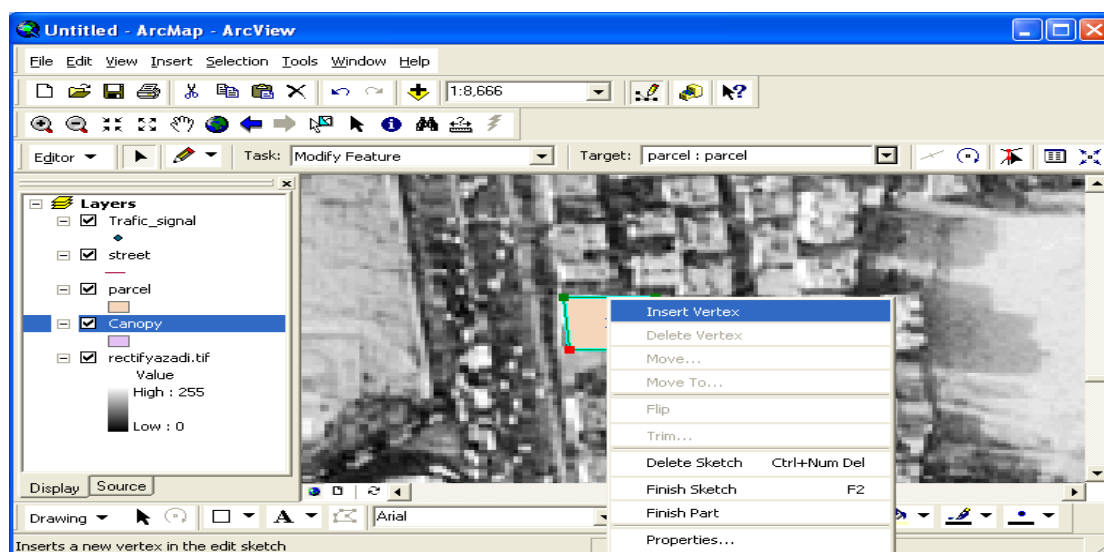 Untitled - ArcMap - ArcView
File Edit View Insert Selection Tools Window Help
1:8,666
Editor Task: Modify Feature Target: parcel : parcel
Layers
Trafic_signal
street
parcel
Canopy
rectifyazadi.tif
Value
High : 255
Low : 0
Insert Vertex
Delete Vertex
Move...
Move To...
Flip
Trim...
Delete Sketch Ctrl+Num Del
Finish Sketch F2
Finish Part
Properties...
Display Source
Drawing A Arial A
Inserts a new vertex in the edit sketch